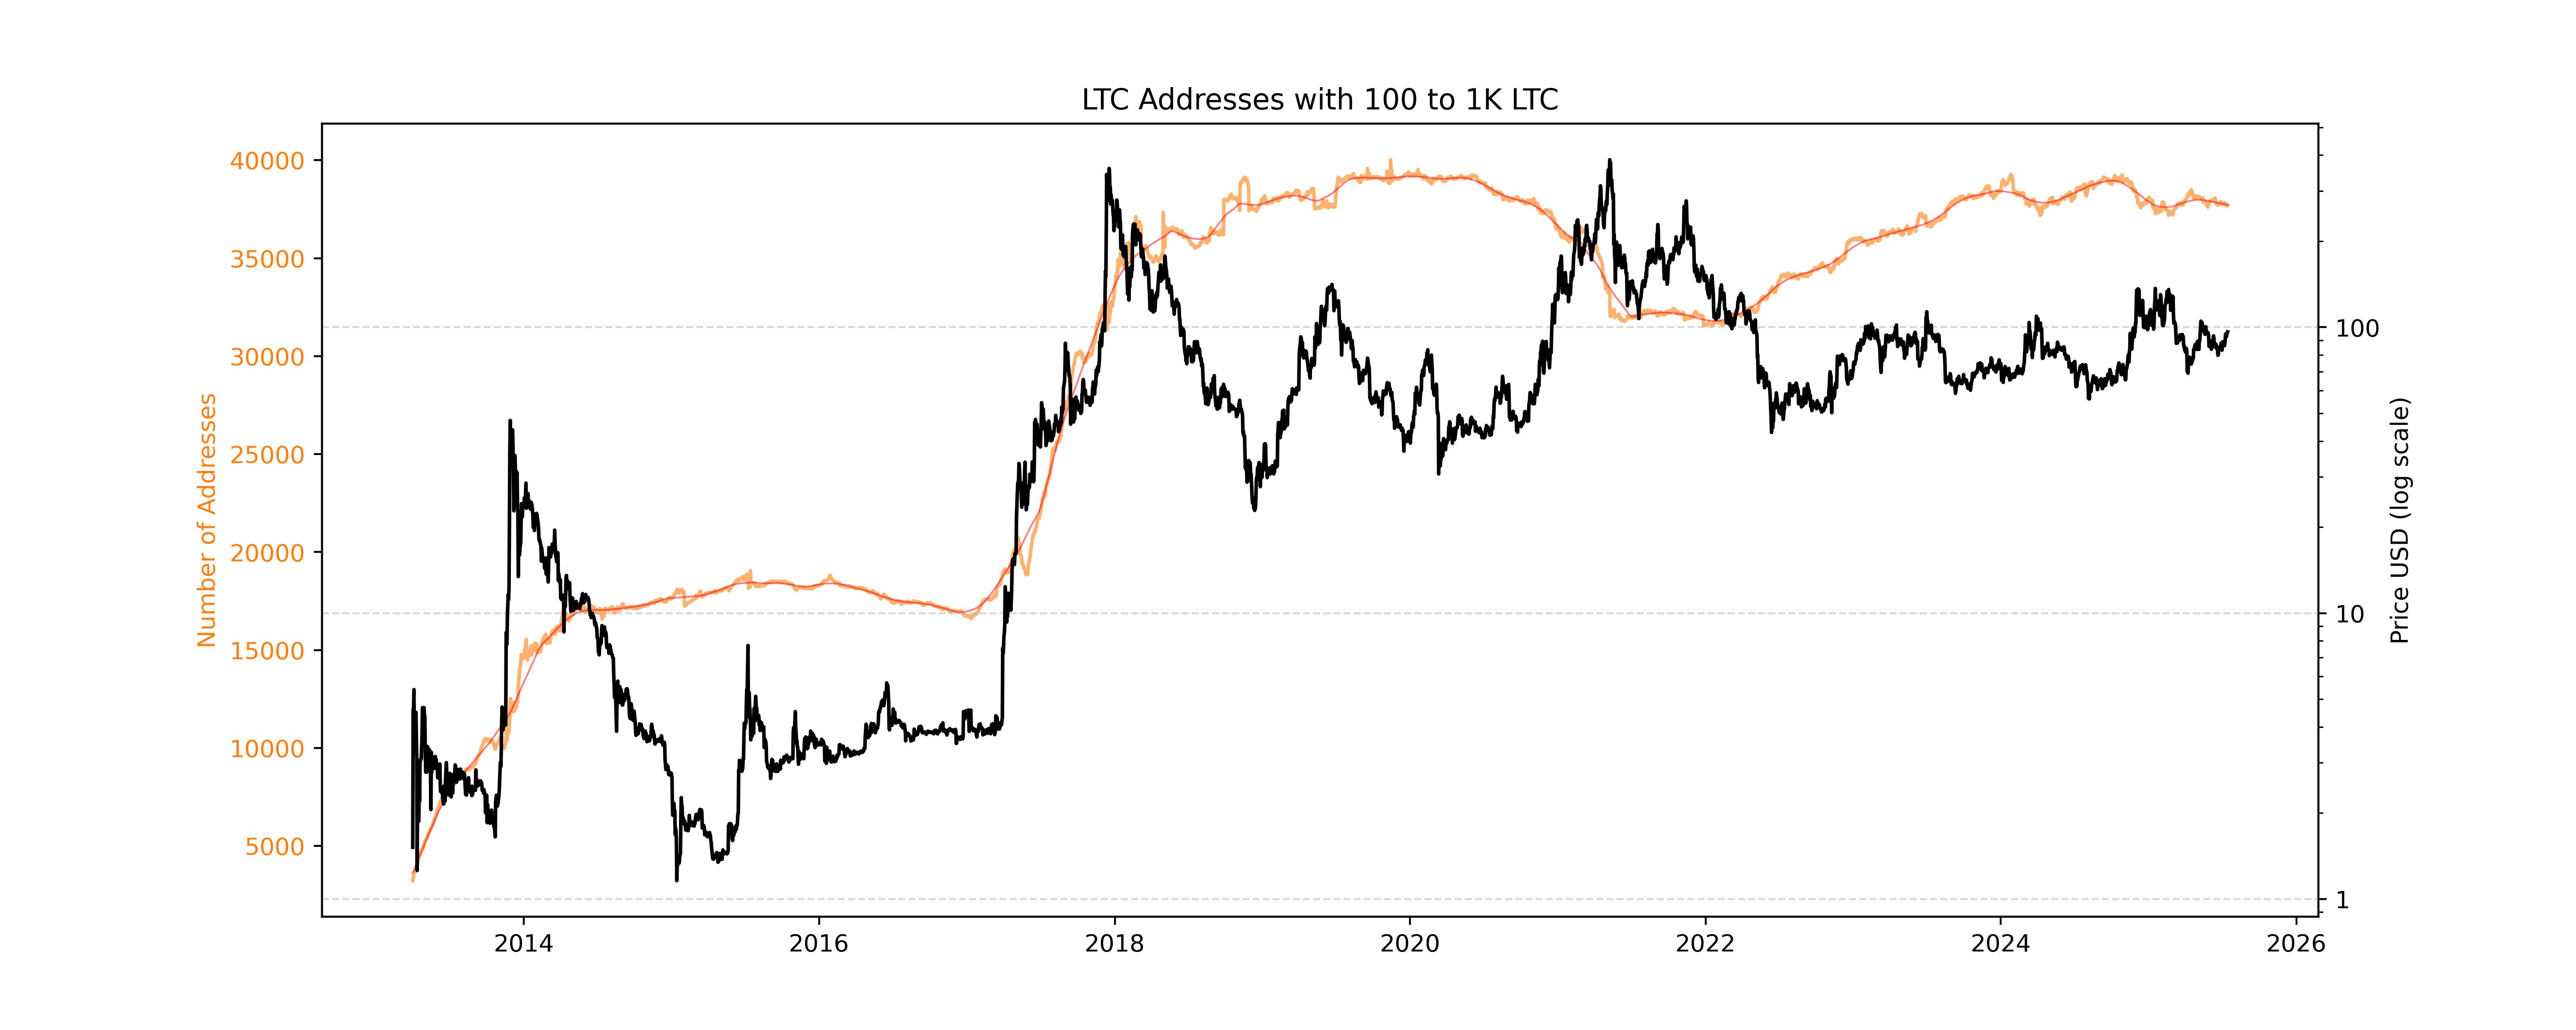 LTC Addresses with 100 to 1K LTC
Number of Addresses
40000
35000
30000
25000
20000
15000
10000
5000
100
10
1
Price USD (log scale)
2014 2016 2018 2020 2022 2024 2026